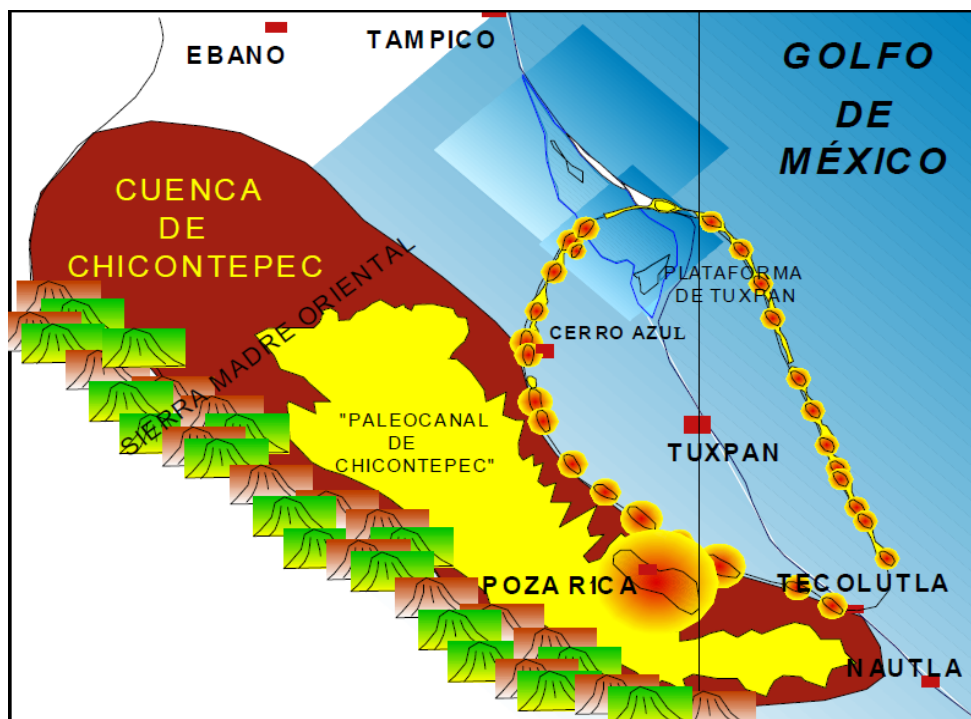 EBANO
TAMPICO
GOLFO
DE
MÉXICO
CUENCA
DE
CHICONTEPEC
SIERRA MADRE ORIENTAL
PLATAFORMA
DE TUXPAN
CERRO AZUL
"PALEOCANAL
DE
CHICONTEPEC"
TUXPAN
POZA RICA
TECOLUTLA
NAUTLA